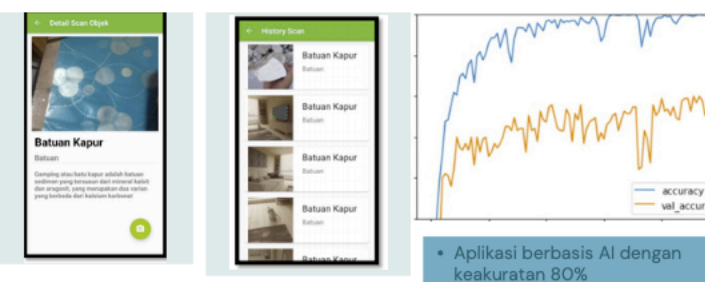 Detail Scan Objek
Batuan Kapur
Batuan
Gamping atau batu kapur adalah batuan
sedimen yang tersusun dari mineral kalsit
dan aragonit, yang merupakan dua varian
yang berbeda dari kalsium karbonat
History Scan
Batuan Kapur
Batuan
Batuan Kapur
Batuan
Batuan Kapur
Batuan
Batuan Kapur
Batuan
Batuan Kapur
accuracy
val_accur
• Aplikasi berbasis AI dengan
keakuratan 80%